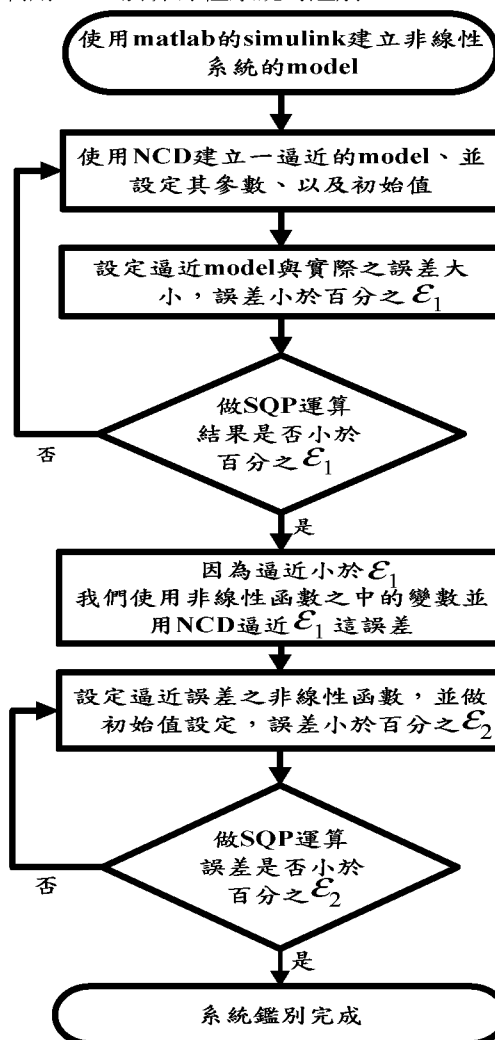 使用matlab的simulink建立非線性
系統的model
使用NCD建立一逼近的model、並
設定其參數、以及初始值
設定逼近model與實際之誤差大
小，誤差小於百分之ε1
做SQP運算
結果是否小於
百分之ε1
否
是
因為逼近小於ε1
我們使用非線性函數之中的變數並
用NCD逼近ε1這誤差
設定逼近誤差之非線性函數，並做
初始值設定，誤差小於百分之ε2
做SQP運算
誤差是否小於
百分之ε2
否
是
系統鑑別完成